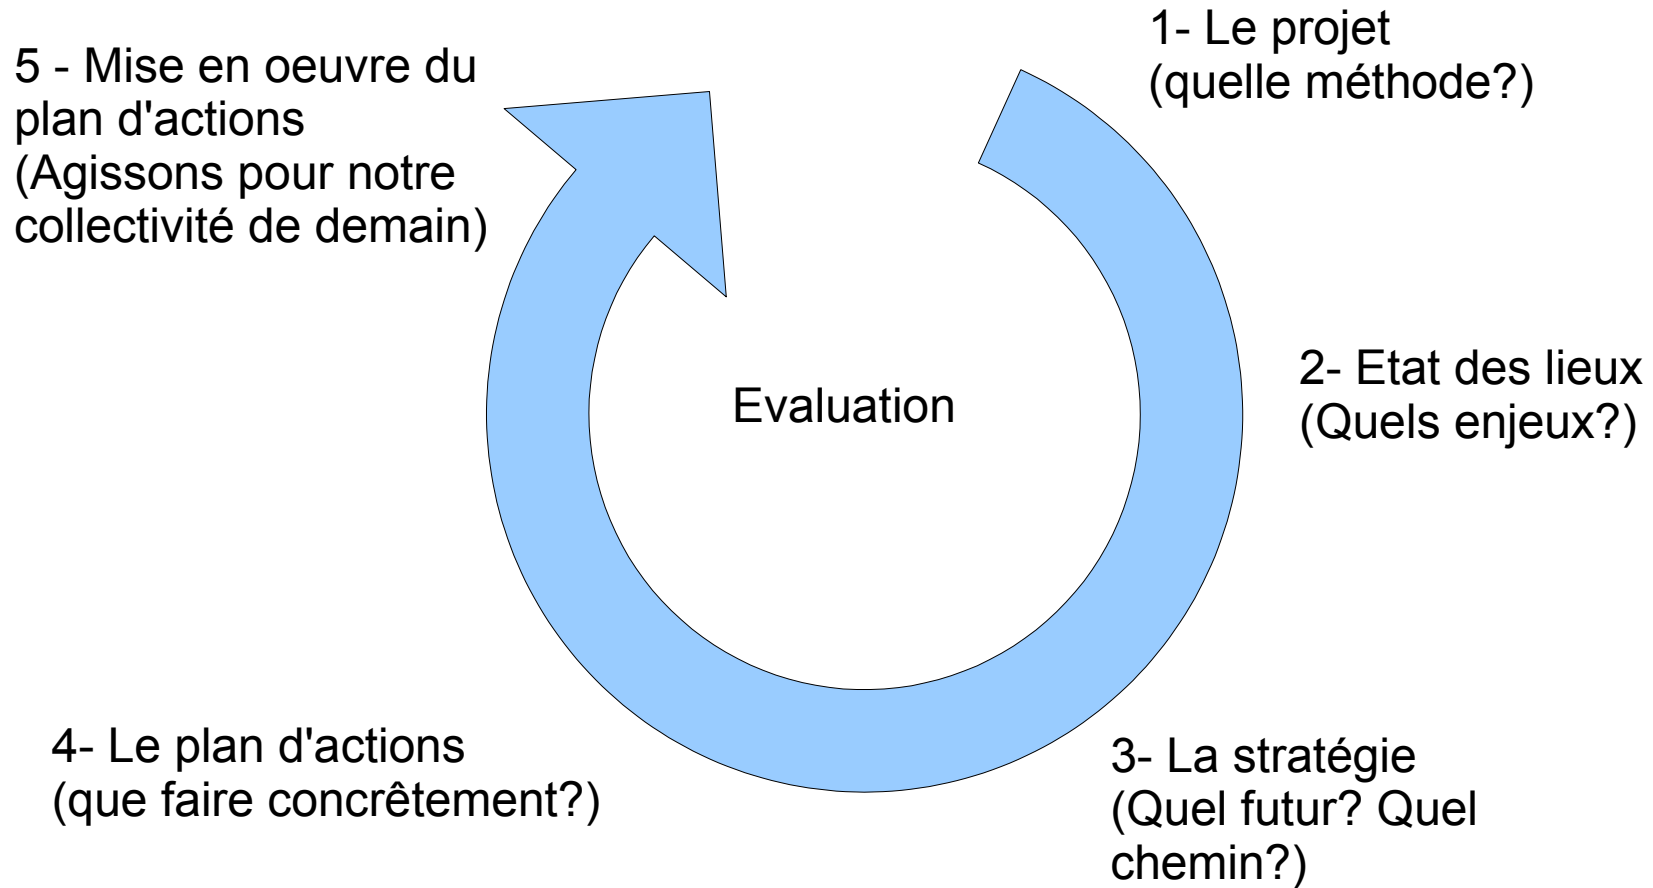 1- Le projet
(quelle méthode?)
2- Etat des lieux
(Quels enjeux?)
3- La stratégie
(Quel futur? Quel
chemin?)
4- Le plan d'actions
(que faire concrêtement?)
5 - Mise en oeuvre du
plan d'actions
(Agissons pour notre
collectivité de demain)
Evaluation